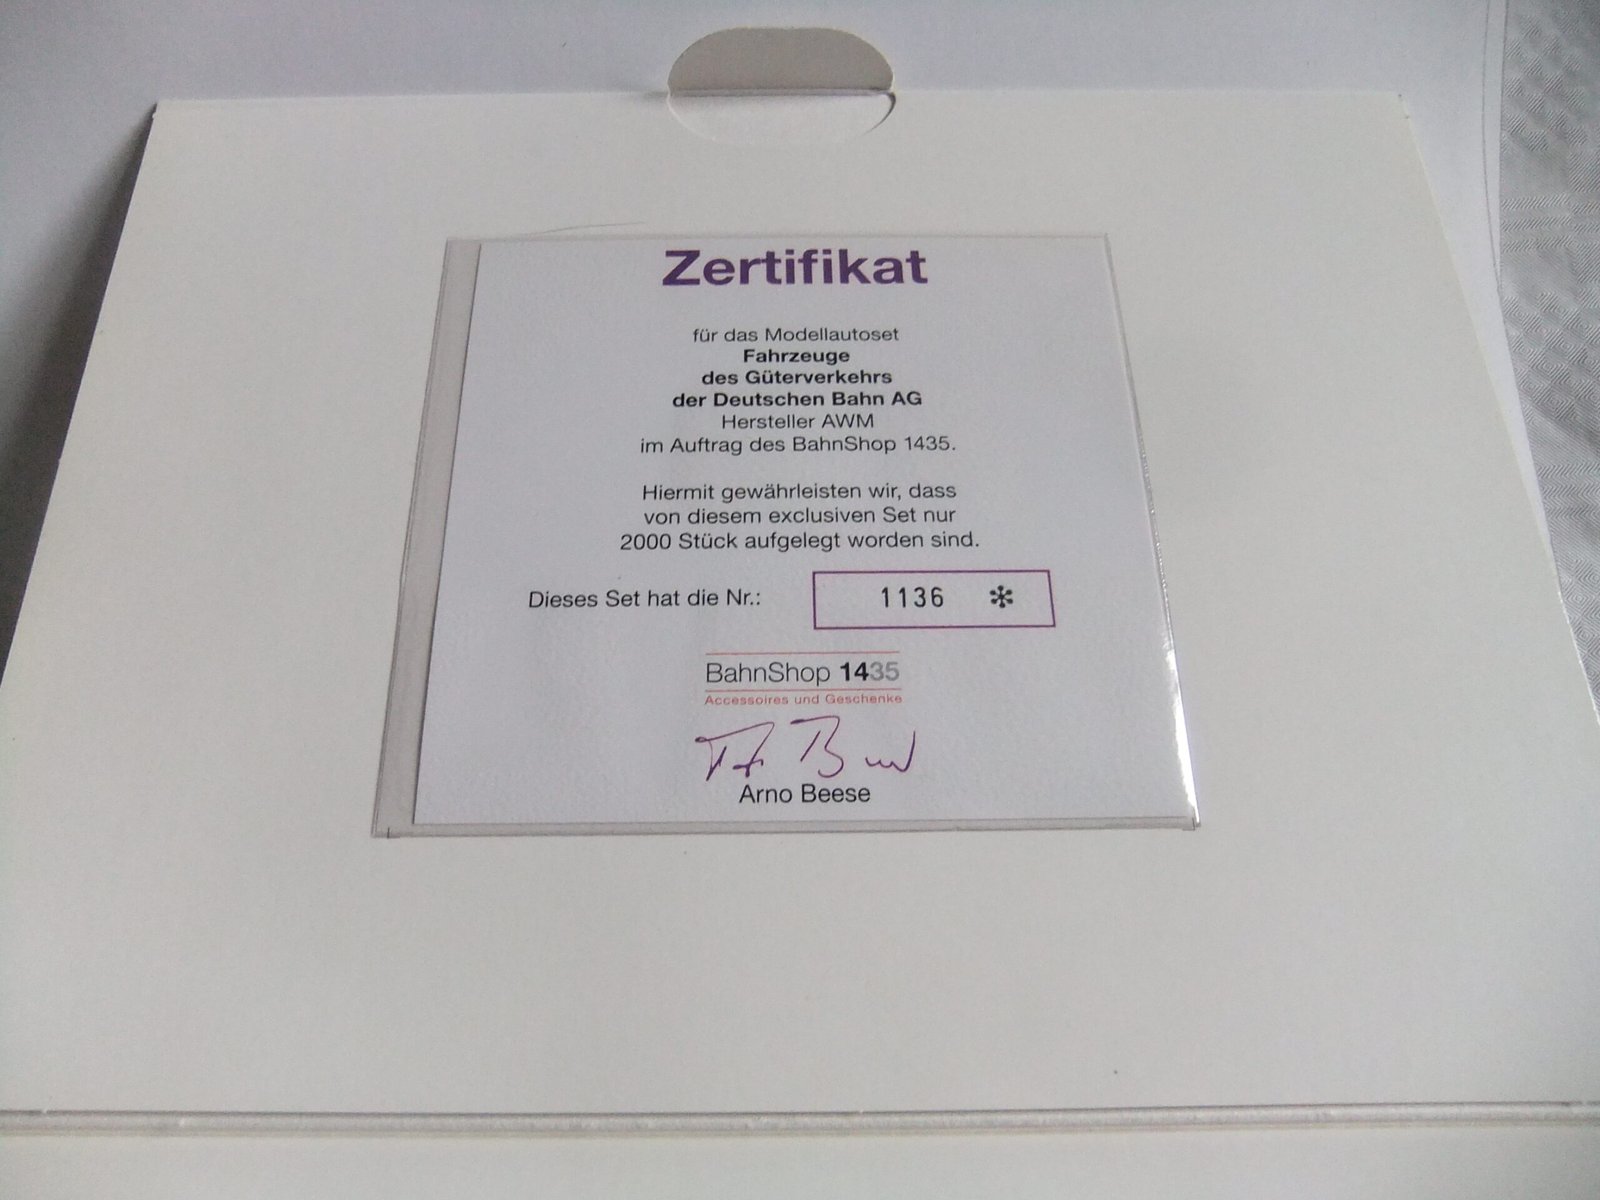 Zertifikat
für das Modellautoset
Fahrzeuge
des Güterverkehrs
der Deutschen Bahn AG
Hersteller AWM
im Auftrag des BahnShop 1435.
Hiermit gewährleisten wir, dass
von diesem exclusiven Set nur
2000 Stück aufgelegt worden sind.
Dieses Set hat die Nr.: 1136 *
BahnShop 1435
Accessoires und Geschenke
Arno Beese